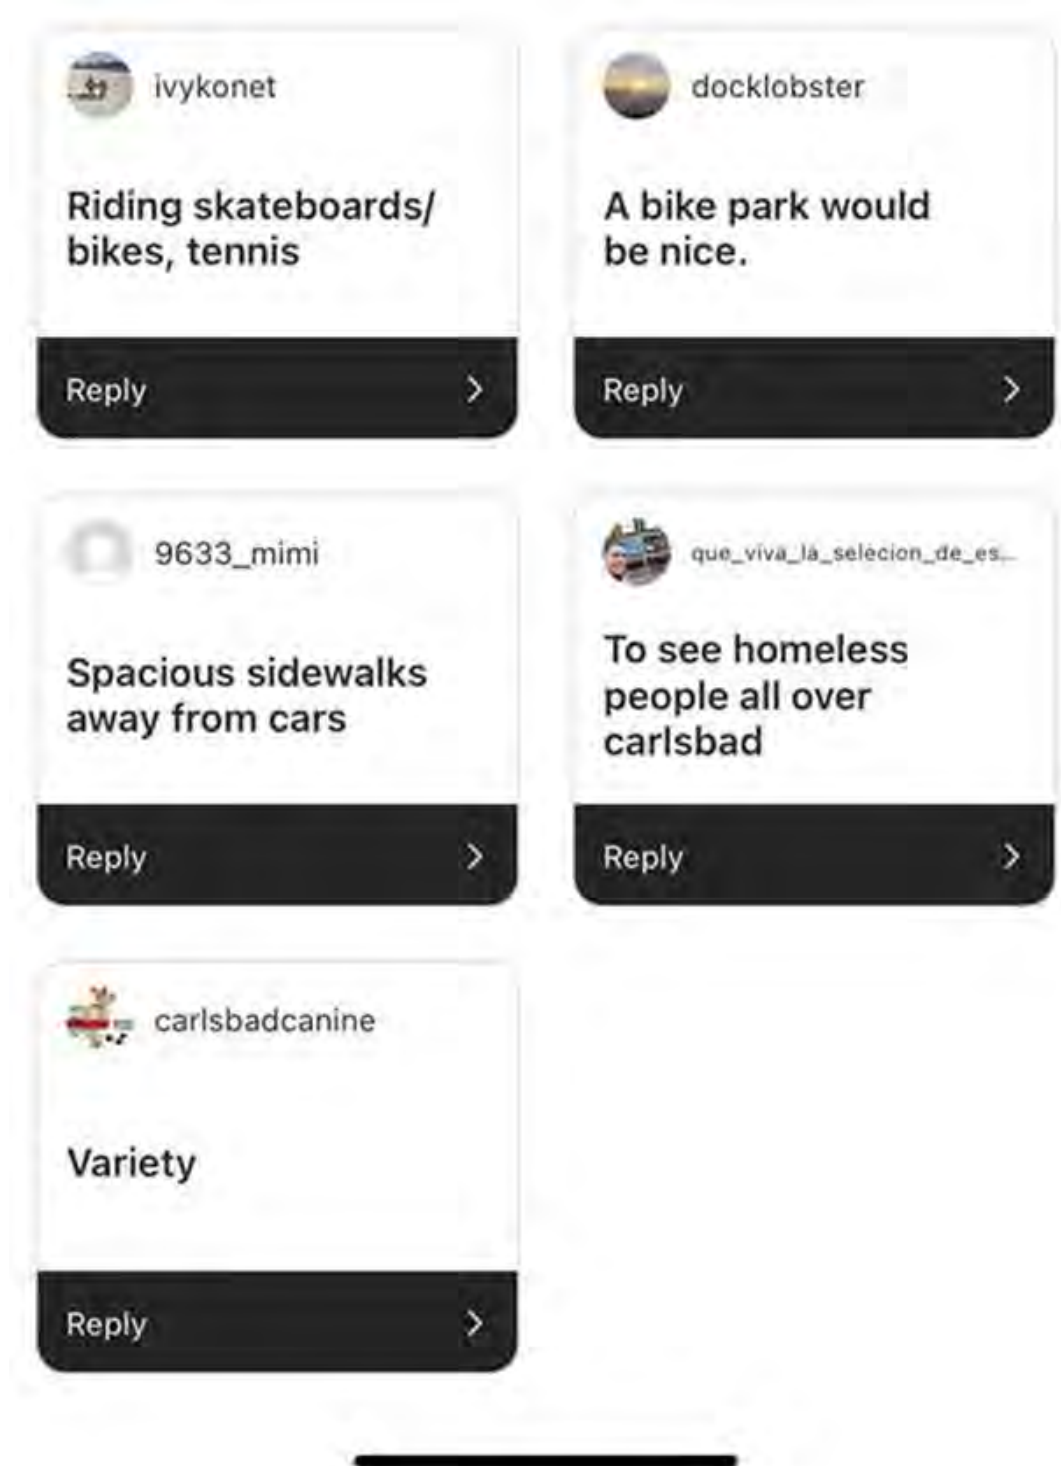 ivykonet
Riding skateboards/
bikes, tennis
Reply
docklobster
A bike park would
be nice.
Reply
9633_mimi
Spacious sidewalks
away from cars
Reply
que_viva_la_selecion_de_es...
To see homeless
people all over
carlsbad
Reply
carlsbadcanine
Variety
Reply